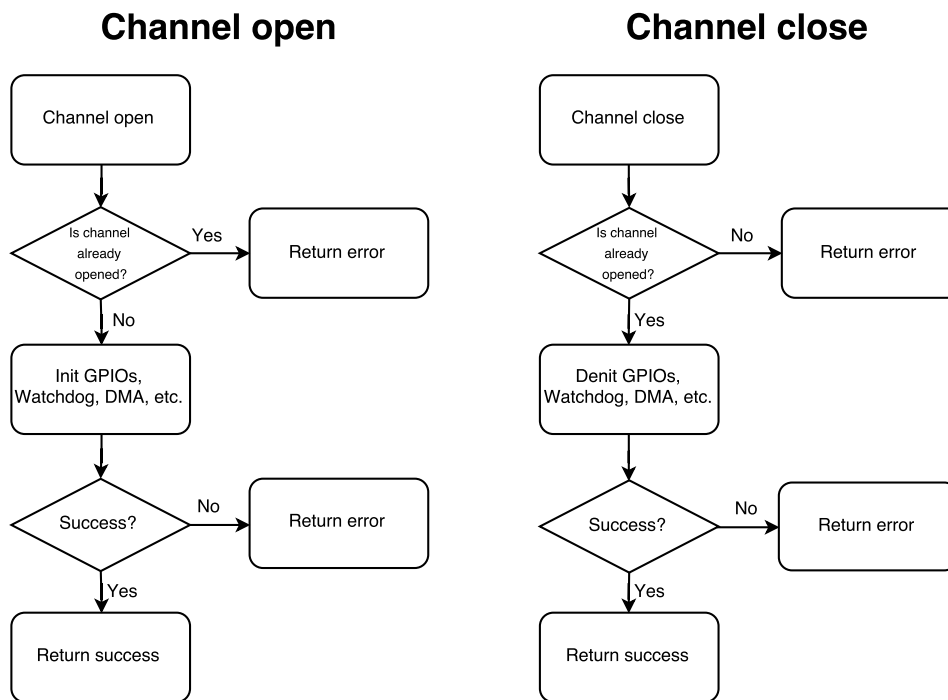 Channel open
Channel open
Is channel
already
opened?
Yes
Return error
No
Init GPIOs,
Watchdog, DMA, etc.
Success?
No
Return error
Yes
Return success
Channel close
Channel close
Is channel
already
opened?
No
Return error
Yes
Denit GPIOs,
Watchdog, DMA, etc.
Success?
No
Return error
Yes
Return success